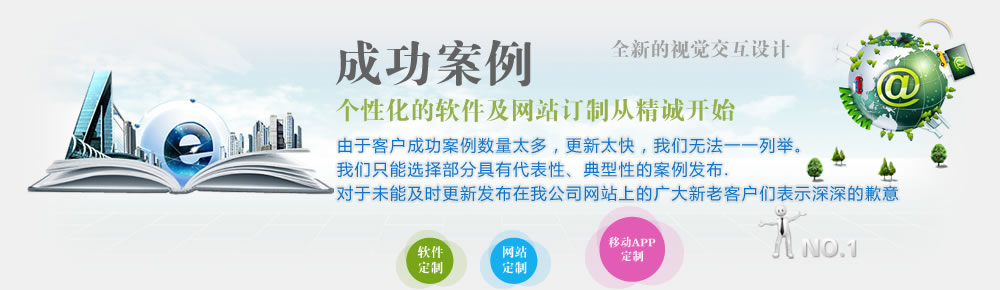 成功案例
全新的视觉交互设计
个性化的软件及网站订制从精诚开始
由于客户成功案例数量太多，更新太快，我们无法一一列举。
我们只能选择部分具有代表性、典型性的案例发布.
对于未能及时更新发布在我公司网站上的广大新老客户们表示深深的歉意
软件
定制
网站
定制
移动APP
定制
NO.1
e
@
@